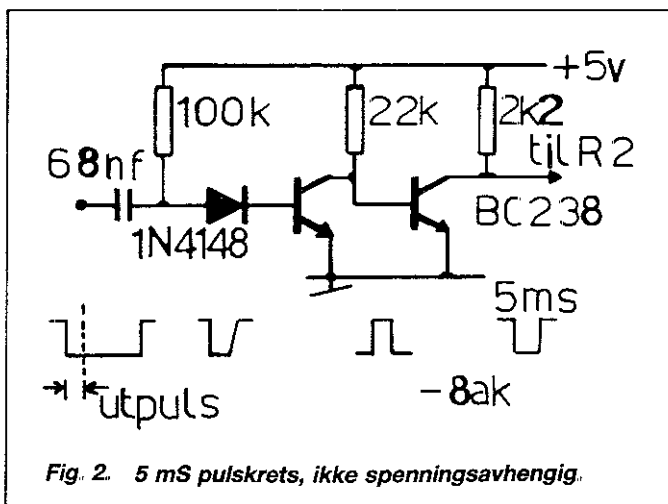 +5v
100k
22k
2k2
68nf
til R2
1N4148
BC238
5ms
utpuls
-8ak
Fig. 2. 5 mS pulskrets, ikke spenningsavhengig.